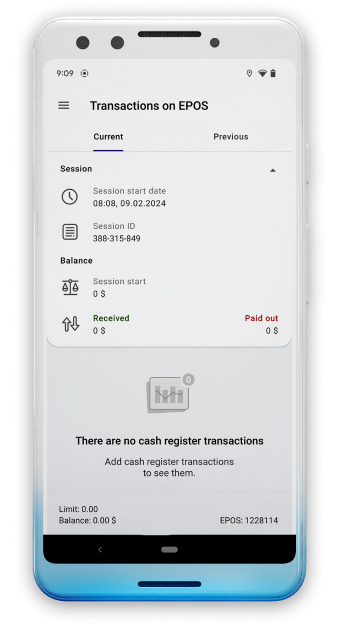 9:09
Transactions on EPOS
Current Previous
Session
Session start date
08:08, 09.02.2024
Session ID
388-315-849
Balance
Session start
0 $
Received Paid out
0 $ 0 $
0
There are no cash register transactions
Add cash register transactions
to see them.
Limit: 0.00
Balance: 0.00 $ EPOS: 1228114